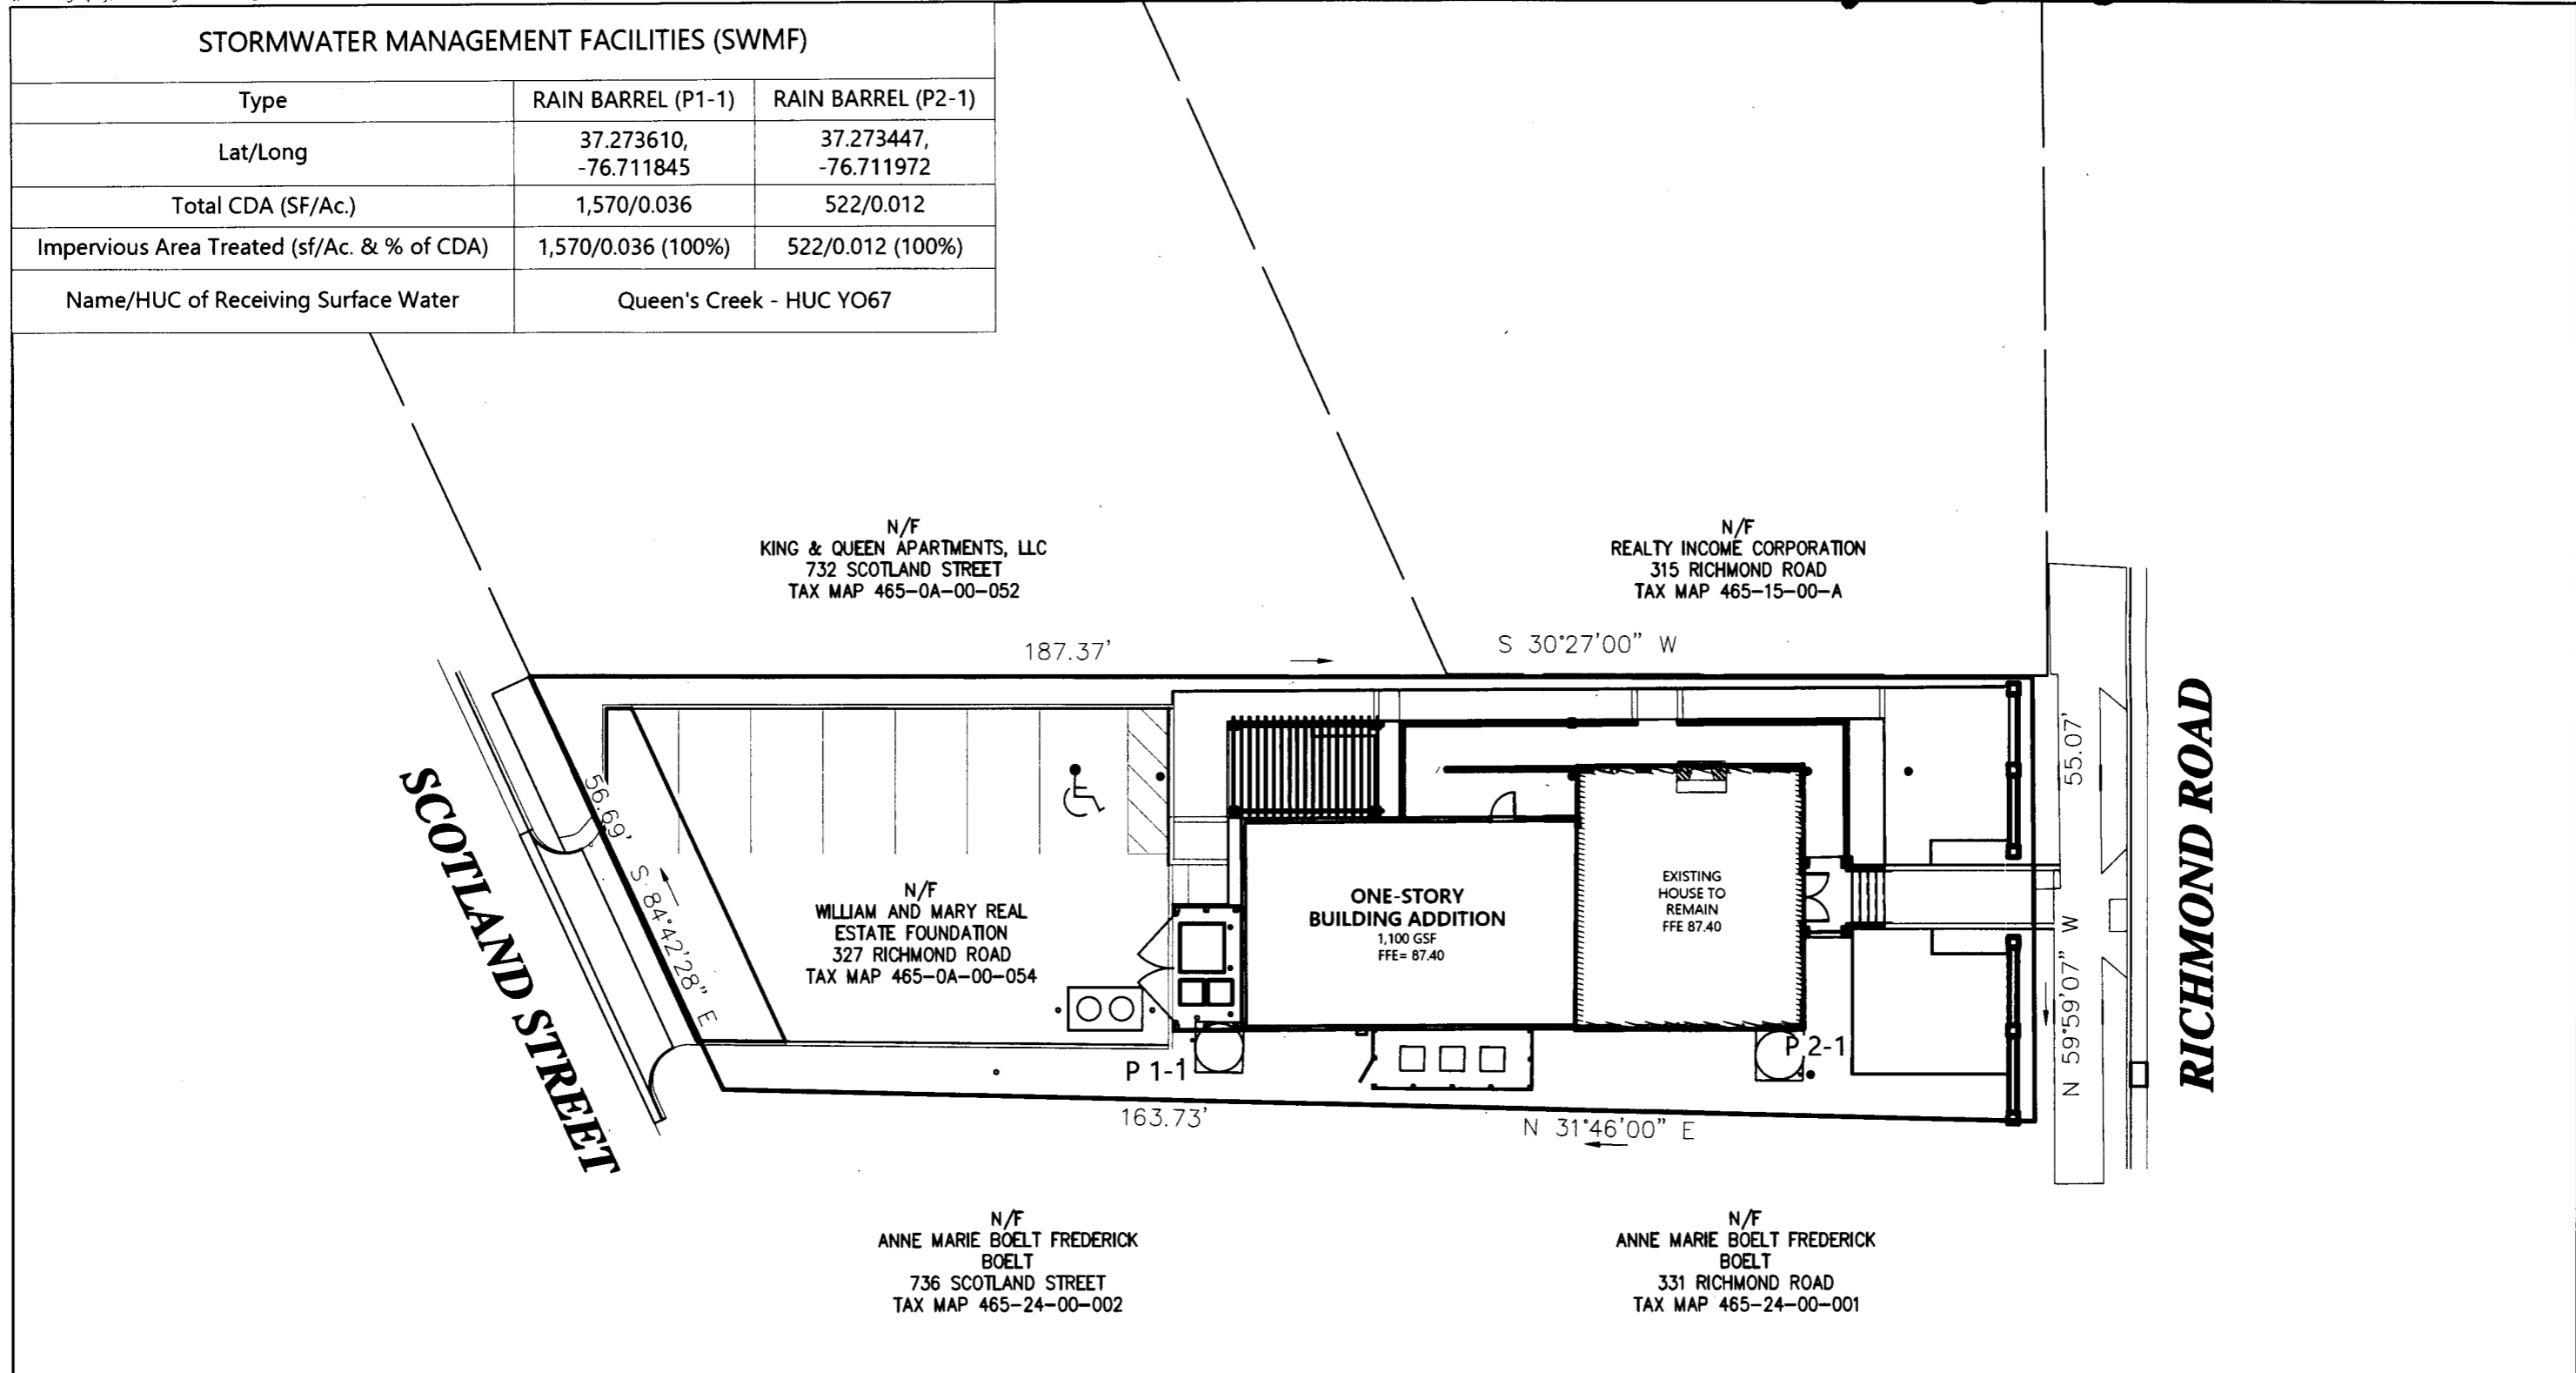 STORMWATER MANAGEMENT FACILITIES (SWMF)
Type RAIN BARREL (P1-1) RAIN BARREL (P2-1)
Lat/Long 37.273610, -76.711845 37.273447, -76.711972
Total CDA (SF/Ac.) 1,570/0.036 522/0.012
Impervious Area Treated (sf/Ac. & % of CDA) 1,570/0.036 (100%) 522/0.012 (100%)
Name/HUC of Receiving Surface Water Queen's Creek - HUC YO67
N/F
KING & QUEEN APARTMENTS, LLC
732 SCOTLAND STREET
TAX MAP 465-0A-00-052
N/F
REALTY INCOME CORPORATION
315 RICHMOND ROAD
TAX MAP 465-15-00-A
187.37'
S 30°27'00" W
SCOTLAND STREET
56.69'
S 84°42'28" E
N/F
WILLIAM AND MARY REAL
ESTATE FOUNDATION
327 RICHMOND ROAD
TAX MAP 465-0A-00-054
ONE-STORY
BUILDING ADDITION
1,100 GSF
FFE= 87.40
EXISTING
HOUSE TO
REMAIN
FFE 87.40
55.07'
N 59°59'07" W
RICHMOND ROAD
P 1-1
P 2-1
163.73'
N 31°46'00" E
N/F
ANNE MARIE BOELT FREDERICK
BOELT
736 SCOTLAND STREET
TAX MAP 465-24-00-002
N/F
ANNE MARIE BOELT FREDERICK
BOELT
331 RICHMOND ROAD
TAX MAP 465-24-00-001